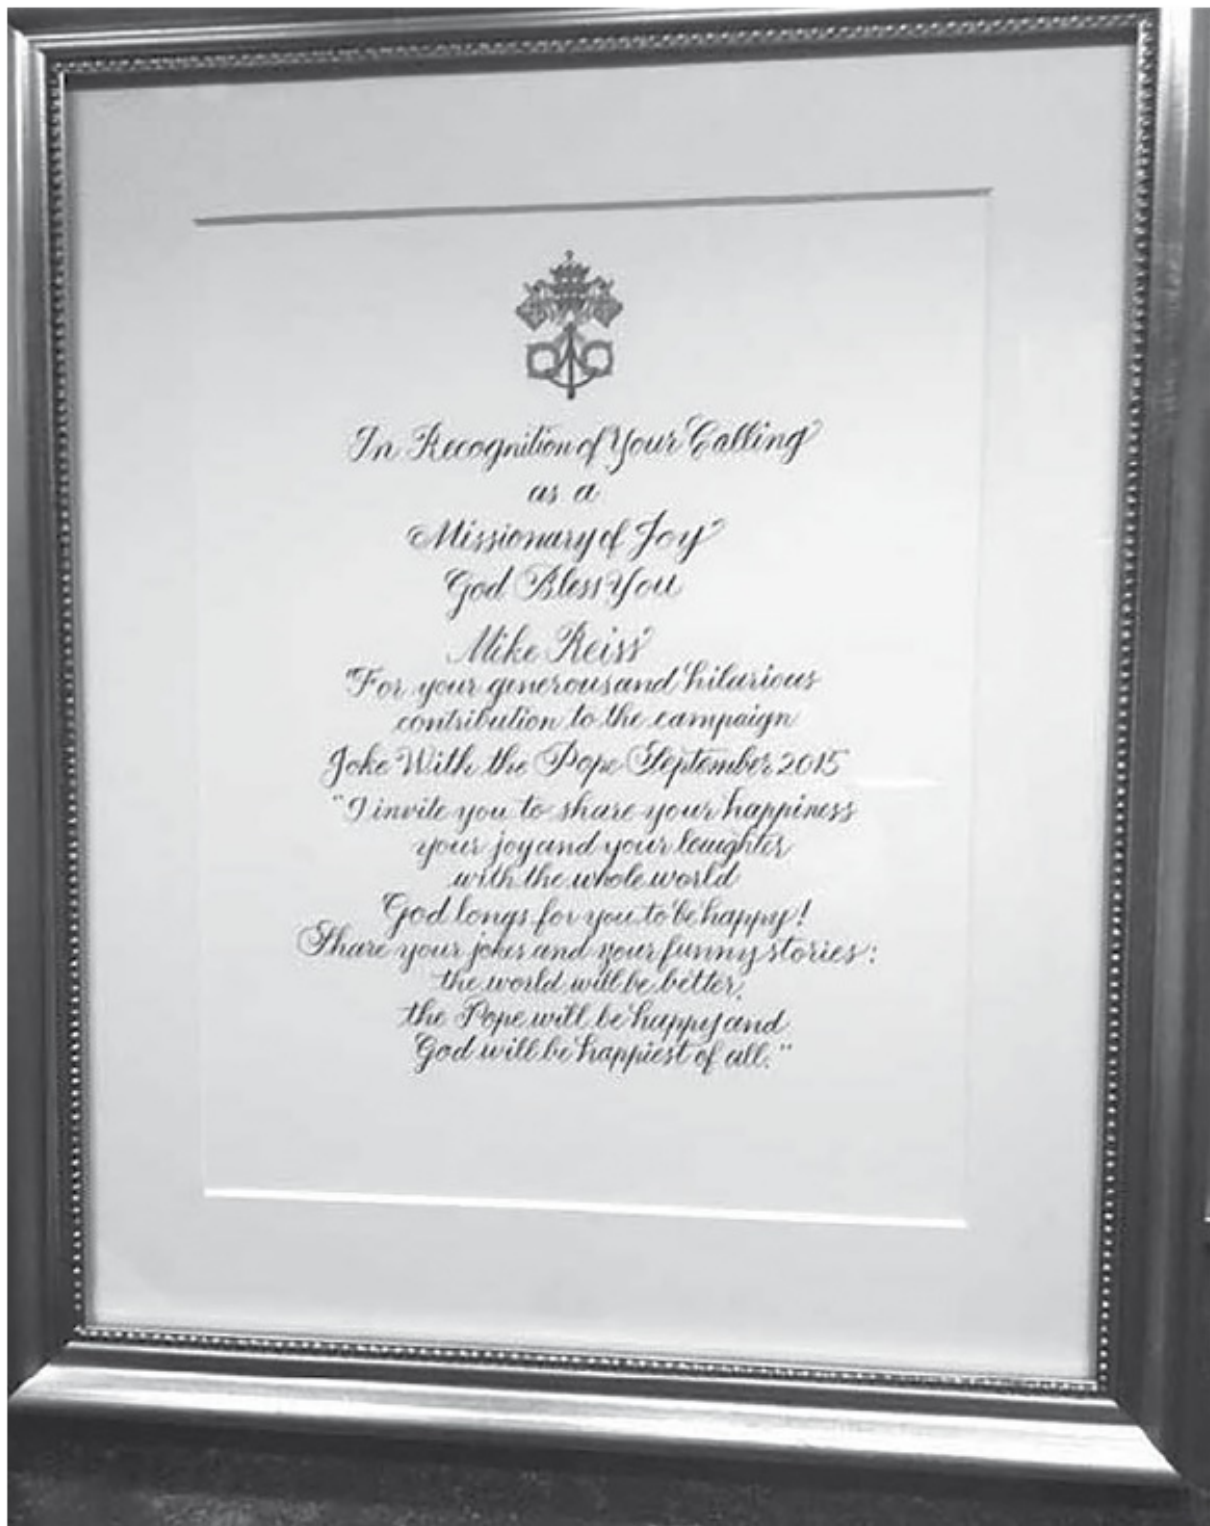 In Recognition of Your Calling
as a
Missionary of Joy
God Bless You
Mike Reiss
"For your generous and hilarious
contribution to the campaign
Joke With the Pope September 2015
"I invite you to share your happiness
your joy and your laughter
with the whole world
God longs for you to be happy!
Share your jokes and your funny stories:
the world will be better,
the Pope will be happy and
God will be happiest of all."